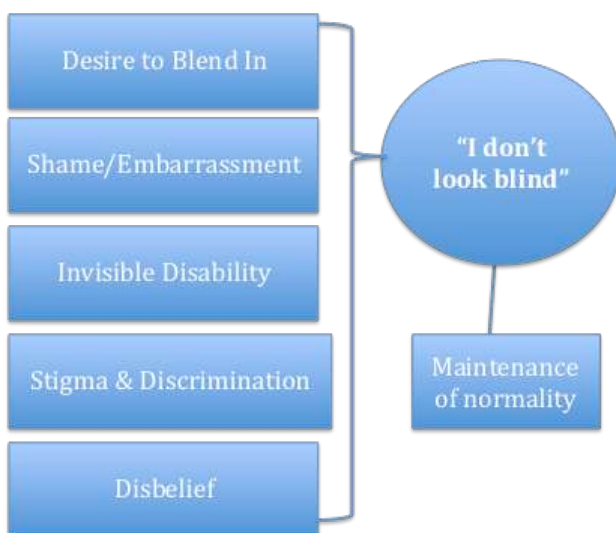 Desire to Blend In
Shame/Embarrassment
Invisible Disability
Stigma & Discrimination
Disbelief
“I don’t
look blind”
Maintenance
of normality